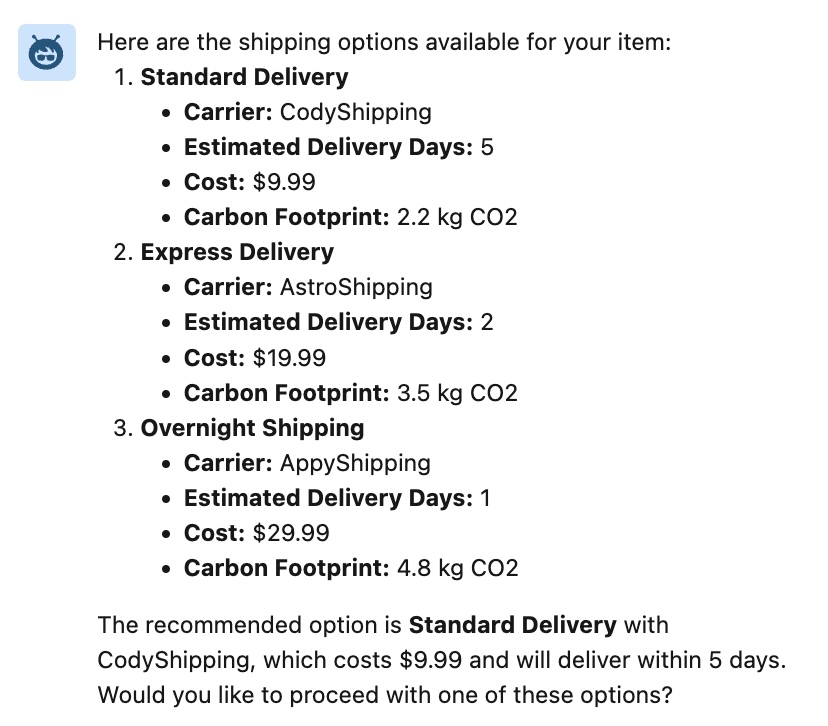 Here are the shipping options available for your item:
1. Standard Delivery
• Carrier: CodyShipping
• Estimated Delivery Days: 5
• Cost: $9.99
• Carbon Footprint: 2.2 kg CO2
2. Express Delivery
• Carrier: AstroShipping
• Estimated Delivery Days: 2
• Cost: $19.99
• Carbon Footprint: 3.5 kg CO2
3. Overnight Shipping
• Carrier: AppyShipping
• Estimated Delivery Days: 1
• Cost: $29.99
• Carbon Footprint: 4.8 kg CO2
The recommended option is Standard Delivery with
CodyShipping, which costs $9.99 and will deliver within 5 days.
Would you like to proceed with one of these options?